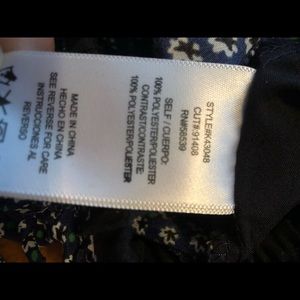 STYLE#K43048
CUT#:91408
RN#58539
SELF / CUERPO:
100% POLYESTER/POLIESTER
CONTRAST/CONTRASTE:
100% POLYESTER/POLIESTER
MADE IN CHINA
HECHO EN CHINA
SEE REVERSE FOR CARE
INSTRUCCIONES AL
REVERSO